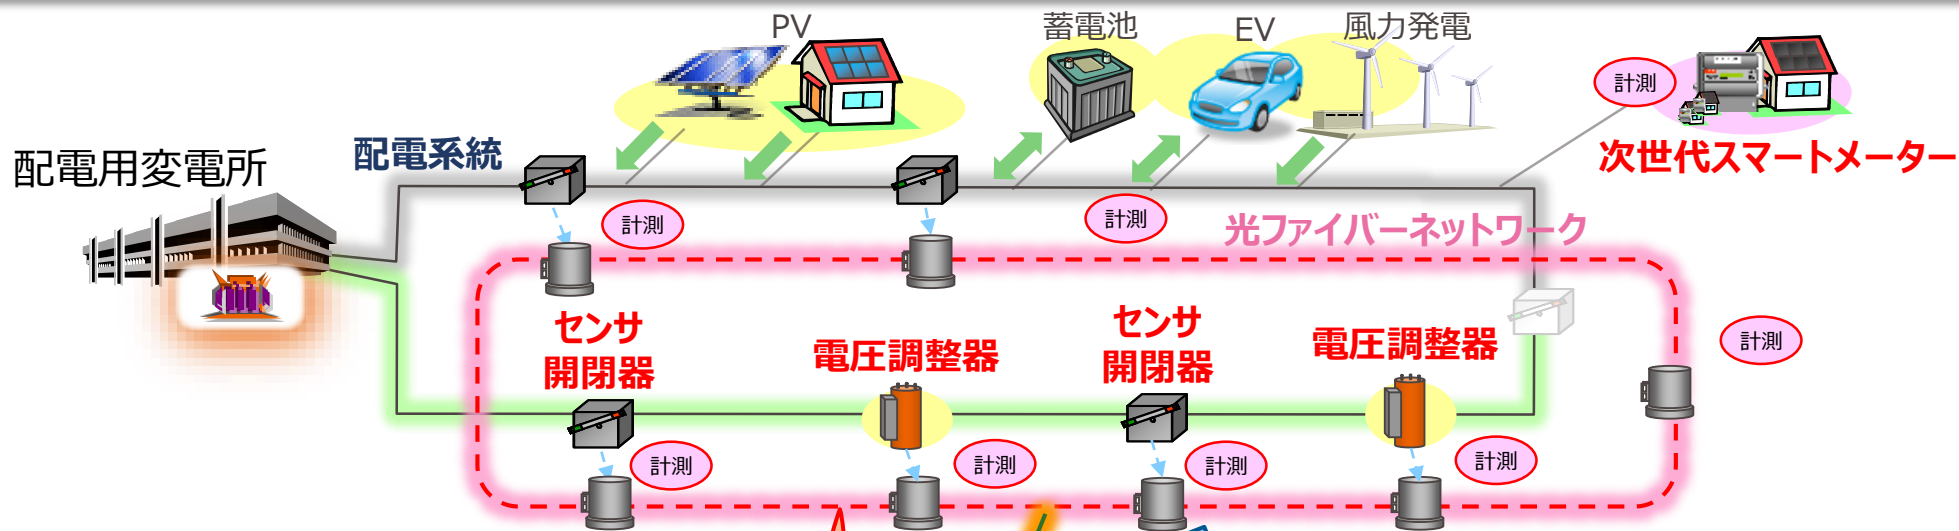 PV
蓄電池
EV
風力発電
計測
次世代スマートメーター
配電系統
配電用変電所
計測
計測
光ファイバーネットワーク
センサ
開閉器
電圧調整器
センサ
開閉器
電圧調整器
計測
計測
計測
計測
計測